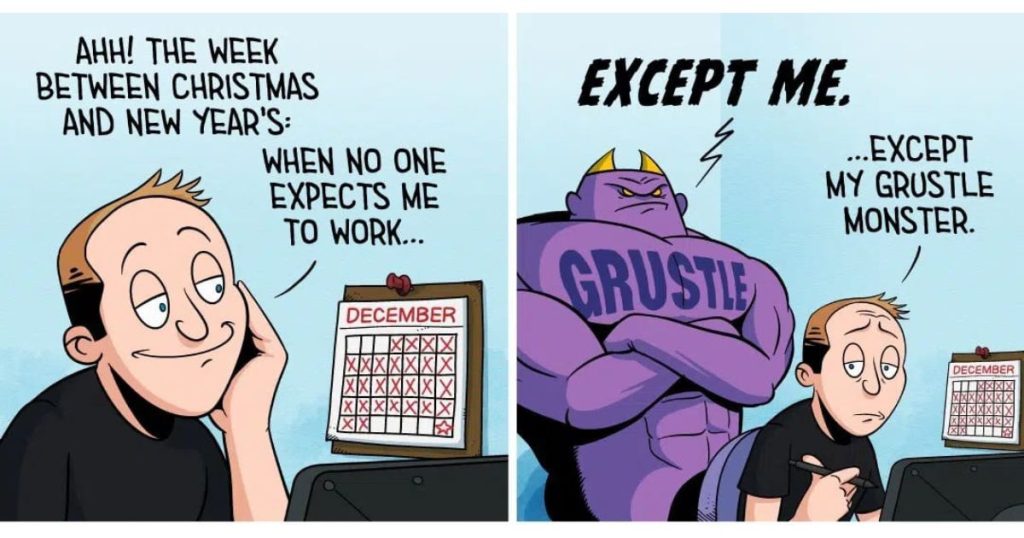 AHH! THE WEEK
BETWEEN CHRISTMAS
AND NEW YEAR'S:
WHEN NO ONE
EXPECTS ME
TO WORK...
DECEMBER
EXCEPT ME.
...EXCEPT
MY GRUSTLE
MONSTER.
GRUSTLE
DECEMBER